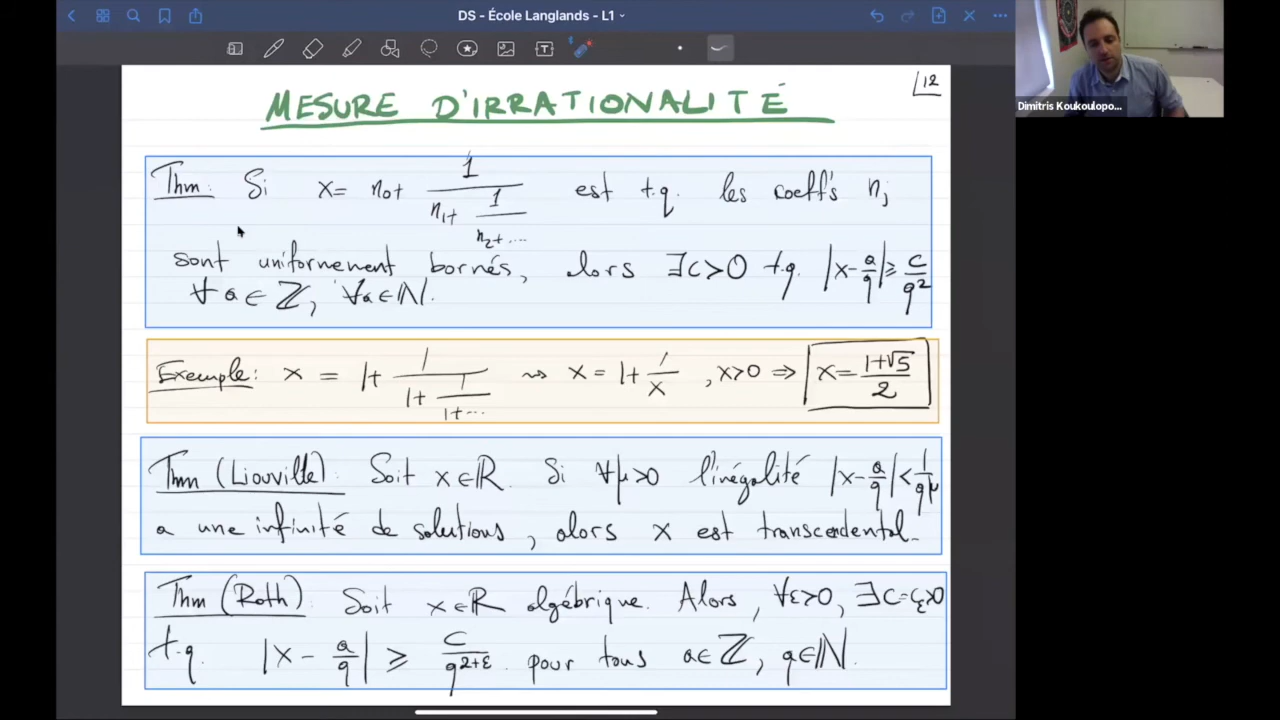 DS - École Langlands - L1
Dimitris Koukoulopo...
12
MESURE D'IRRATIONALITÉ
Thm: Si x = n₀ + 1/(n₁ + 1/(n₂ + ...)) est t.q. les coeffs nⱼ
sont uniformément bornés, alors ∃c>0 t.q. |x - a/q| ≥ c/q²
∀a∈ℤ, ∀q∈ℕ.
Exemple: x = 1 + 1/(1 + 1/(1 + ...)) ⇝ x = 1 + 1/x, x>0 ⇒ x = (1+√5)/2
Thm (Liouville): Soit x∈ℝ. Si ∀μ>0 l'inégalité |x - a/q| < 1/q^μ
a une infinité de solutions, alors x est transcendental.
Thm (Roth): Soit x∈ℝ algébrique. Alors, ∀ε>0, ∃c=c_ε>0
t.q. |x - a/q| ≥ c/q^(2+ε) pour tous a∈ℤ, q∈ℕ.